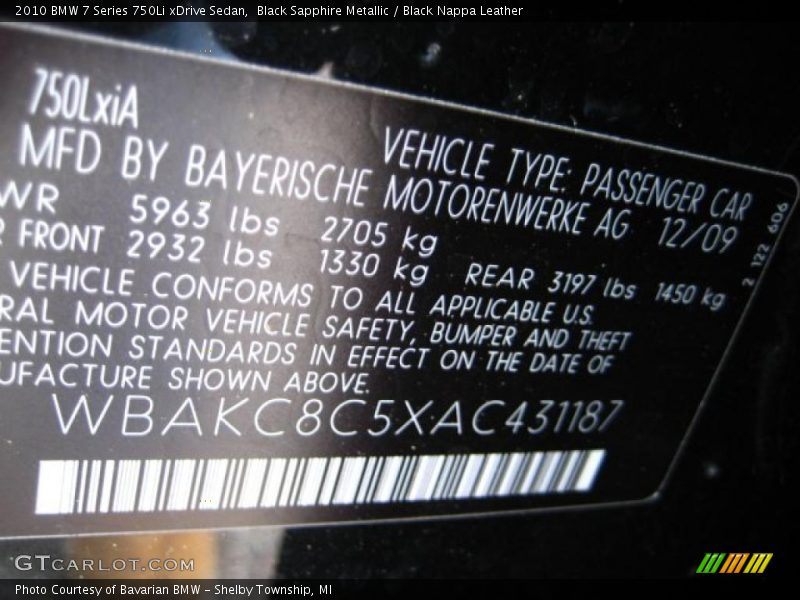 2010 BMW 7 Series 750Li xDrive Sedan,  Black Sapphire Metallic / Black Nappa Leather
750LxiA
VEHICLE TYPE: PASSENGER CAR
MFD BY BAYERISCHE MOTORENWERKE AG 12/09
WR 5963 lbs 2705 kg
R FRONT 2932 lbs 1330 kg REAR 3197 lbs 1450 kg
VEHICLE CONFORMS TO ALL APPLICABLE U.S.
RAL MOTOR VEHICLE SAFETY, BUMPER AND THEFT
ENTION STANDARDS IN EFFECT ON THE DATE OF
UFACTURE SHOWN ABOVE.
WBAKC8C5XAC431187
2 122 606
GTCARLOT.COM
Photo Courtesy of Bavarian BMW - Shelby Township, MI